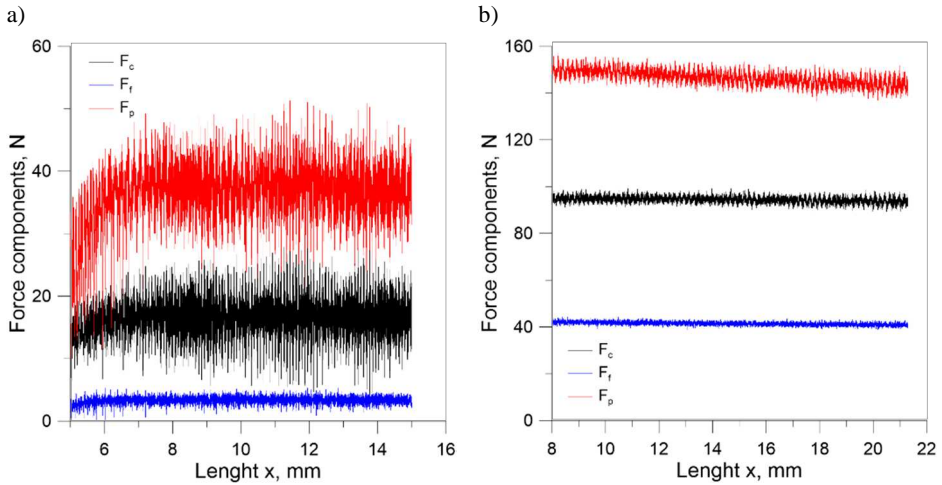 a)
60
F_c
F_f
F_p
40
20
0
Force components, N
4
6
8
10
12
14
16
Lenght x, mm
b)
160
120
80
40
0
Force components, N
F_c
F_f
F_p
8
10
12
14
16
18
20
22
Lenght x, mm